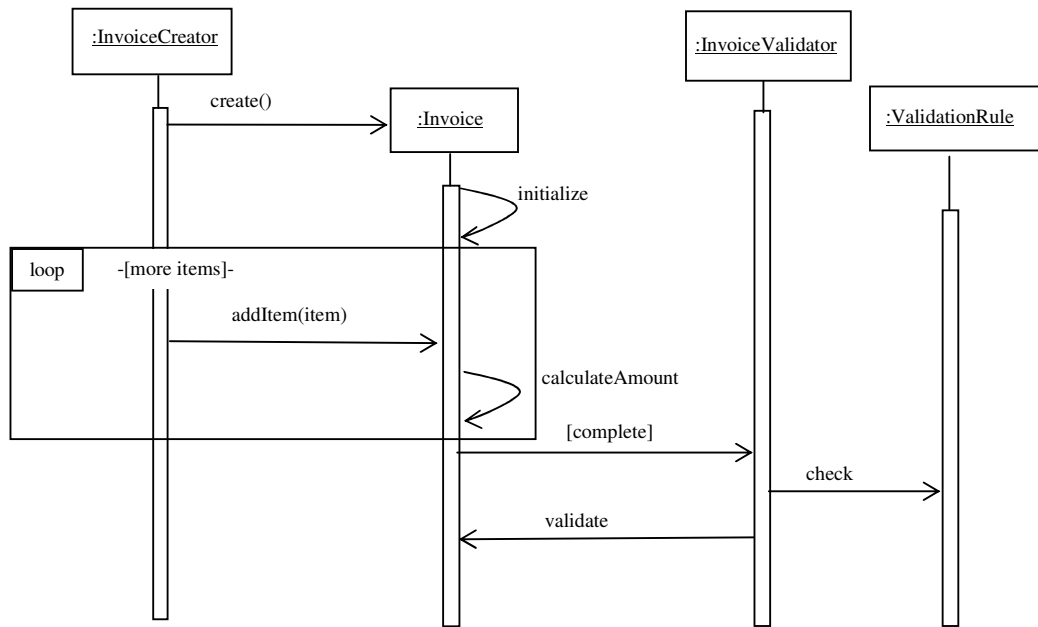 :InvoiceCreator
:InvoiceValidator
create()
:Invoice
:ValidationRule
initialize
loop
-[more items]-
addItem(item)
calculateAmount
[complete]
check
validate